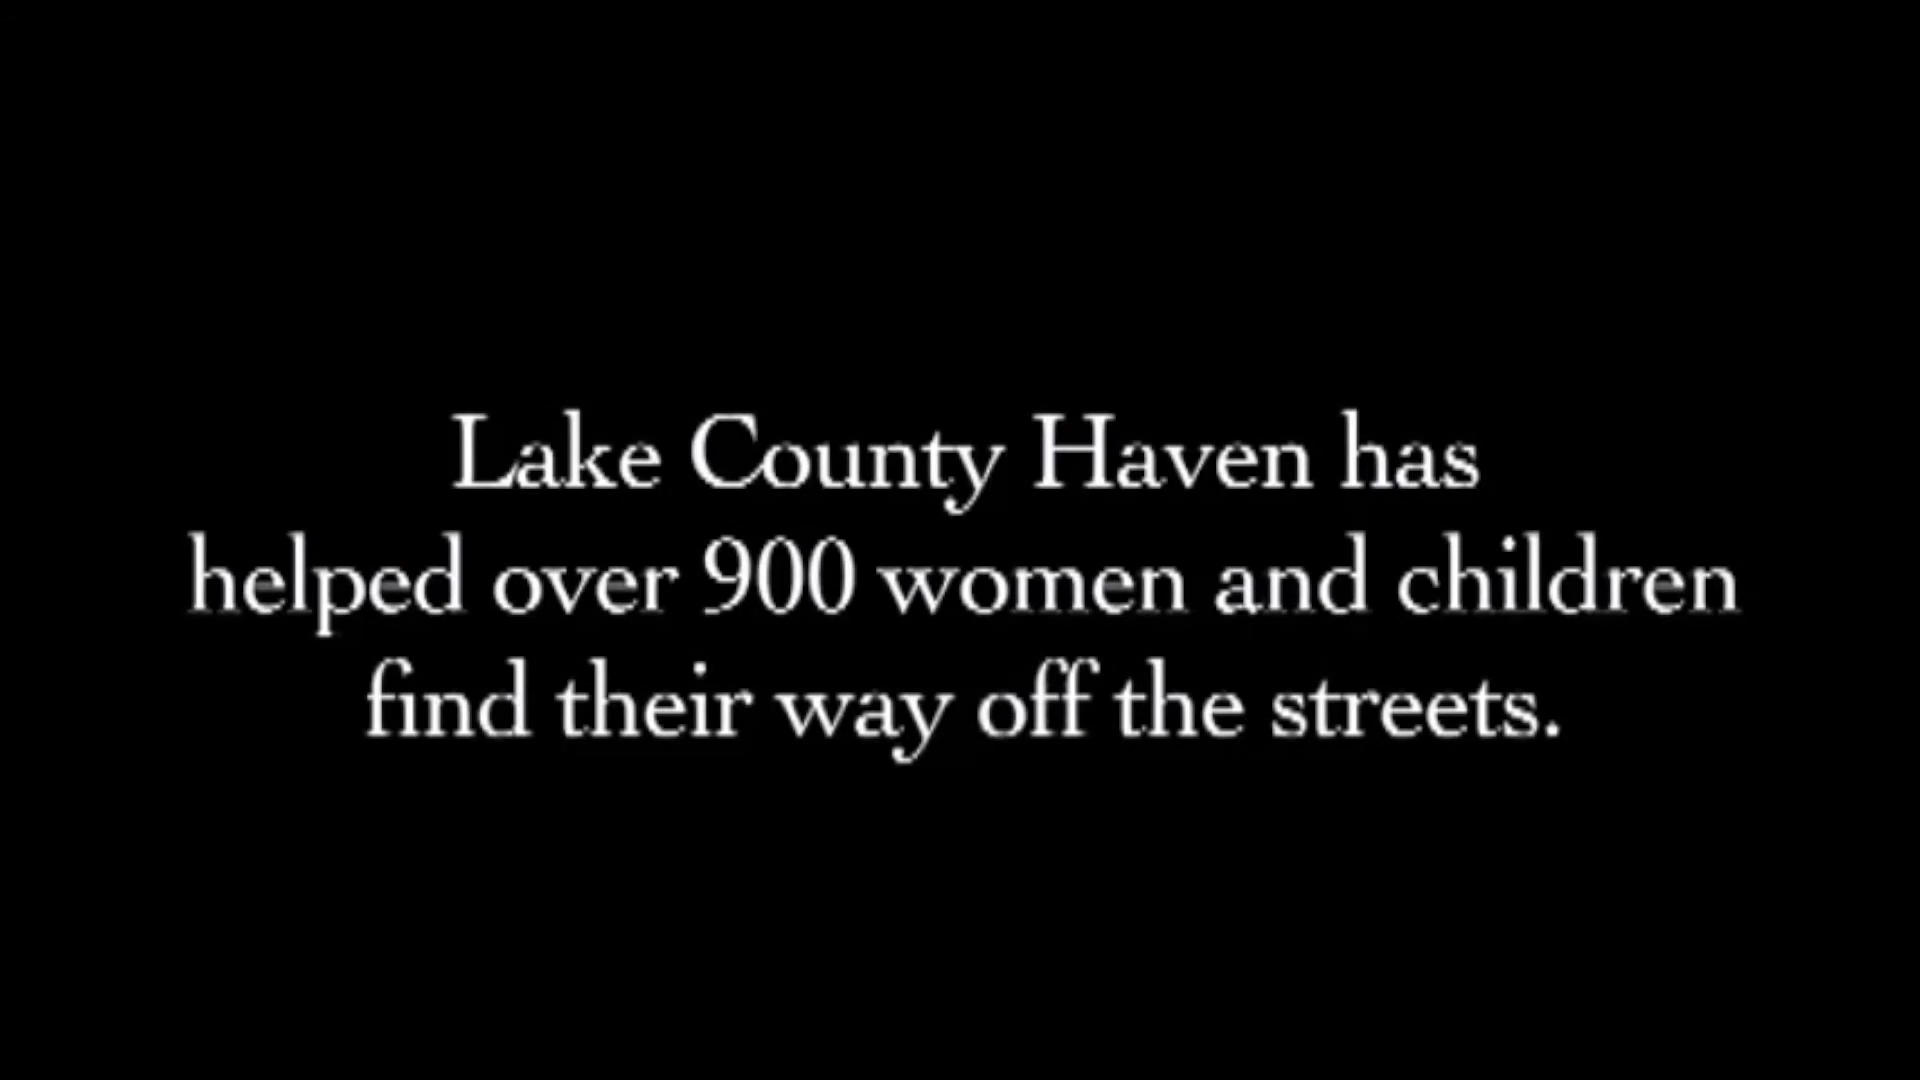 Lake County Haven has
helped over 900 women and children
find their way off the streets.